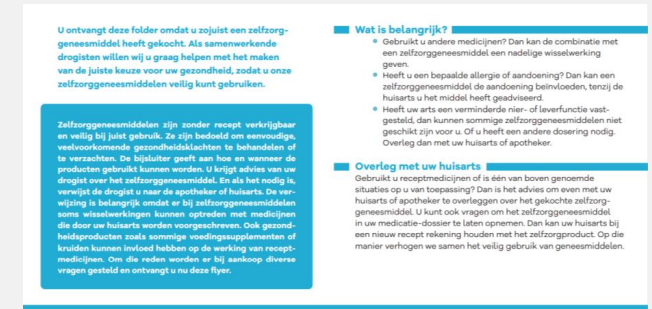 U ontvangt deze folder omdat u zojuist een zelfzorg-
geneesmiddel heeft gekocht. Als samenwerkende
drogisten willen wij u graag helpen met het maken
van de juiste keuze voor uw gezondheid, zodat u onze
zelfzorggeneesmiddelen veilig kunt gebruiken.
Zelfzorggeneesmiddelen zijn zonder recept verkrijgbaar
en veilig bij juist gebruik. Ze zijn bedoeld om eenvoudige,
veelvoorkomende gezondheidsklachten te behandelen of
te verzachten. De bijsluiter geeft aan hoe en wanneer de
producten gebruikt kunnen worden. U krijgt advies van uw
drogist over het zelfzorggeneesmiddel. En als het nodig is,
verwijst de drogist u naar de apotheker of huisarts. De ver-
wijzing is belangrijk omdat er bij zelfzorggeneesmiddelen
soms wisselwerkingen kunnen optreden met medicijnen
die door uw huisarts worden voorgeschreven. Ook gezond-
heidsproducten zoals sommige voedingssupplementen of
kruiden kunnen invloed hebben op de werking van recept-
medicijnen. Om die reden worden er bij aankoop diverse
vragen gesteld en ontvangt u nu deze flyer.
Wat is belangrijk?
• Gebruikt u andere medicijnen? Dan kan de combinatie met
een zelfzorggeneesmiddel een nadelige wisselwerking
geven.
• Heeft u een bepaalde allergie of aandoening? Dan kan een
zelfzorggeneesmiddel de aandoening beïnvloeden, tenzij de
huisarts u het middel heeft geadviseerd.
• Heeft uw arts een verminderde nier- of leverfunctie vast-
gesteld, dan kunnen sommige zelfzorggeneesmiddelen niet
geschikt zijn voor u. Of u heeft een andere dosering nodig.
Overleg dan met uw huisarts of apotheker.
Overleg met uw huisarts
Gebruikt u receptmedicijnen of is één van boven genoemde
situaties op u van toepassing? Dan is het advies om even met uw
huisarts of apotheker te overleggen over het gekochte zelfzorg-
geneesmiddel. U kunt ook vragen om het zelfzorggeneesmiddel
in uw medicatie-dossier te laten opnemen. Dan kan uw huisarts bij
een nieuw recept rekening houden met het zelfzorgproduct. Op die
manier verhogen we samen het veilig gebruik van geneesmiddelen.